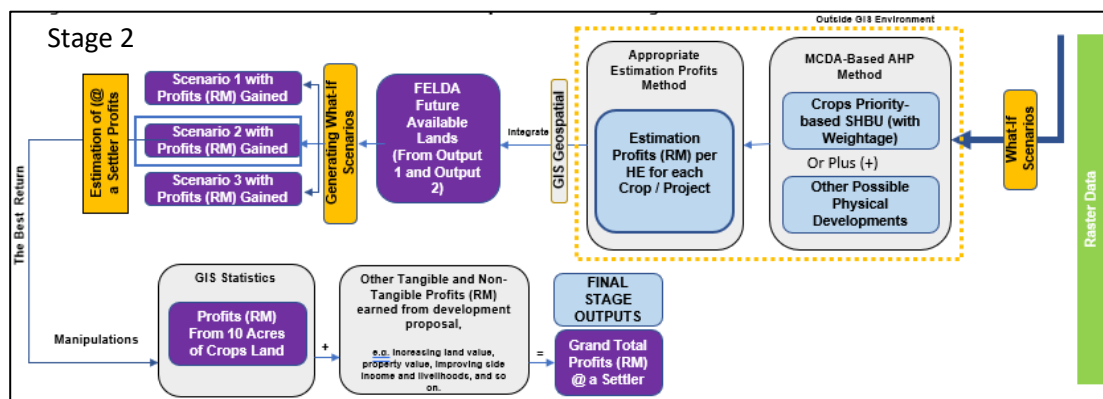 Outside GIS Environment
Stage 2
Scenario 1 with
Profits (RM) Gained
Scenario 2 with
Profits (RM) Gained
Scenario 3 with
Profits (RM) Gained
Estimation of (@
a Settler Profits
Generating What-If
Scenarios
FELDA
Future
Available
Lands
(From Output
1 and Output
2)
Integrate
GIS Geospatial
Appropriate
Estimation Profits
Method
Estimation
Profits (RM) per
HE for each
Crop / Project
MCDA-Based AHP
Method
Crops Priority-
based SHBU (with
Weightage)
Or Plus (+)
Other Possible
Physical
Developments
What-If
Scenarios
Raster Data
The Best Return
Manipulations
GIS Statistics
Profits (RM)
From 10 Acres
of Crops Land
+
Other Tangible and Non-
Tangible Profits (RM)
earned from development
proposal,
e.g. Increasing land value,
property value, improving side
income and livelihoods, and so
on.
=
FINAL
STAGE
OUTPUTS
Grand Total
Profits (RM)
@ a Settler